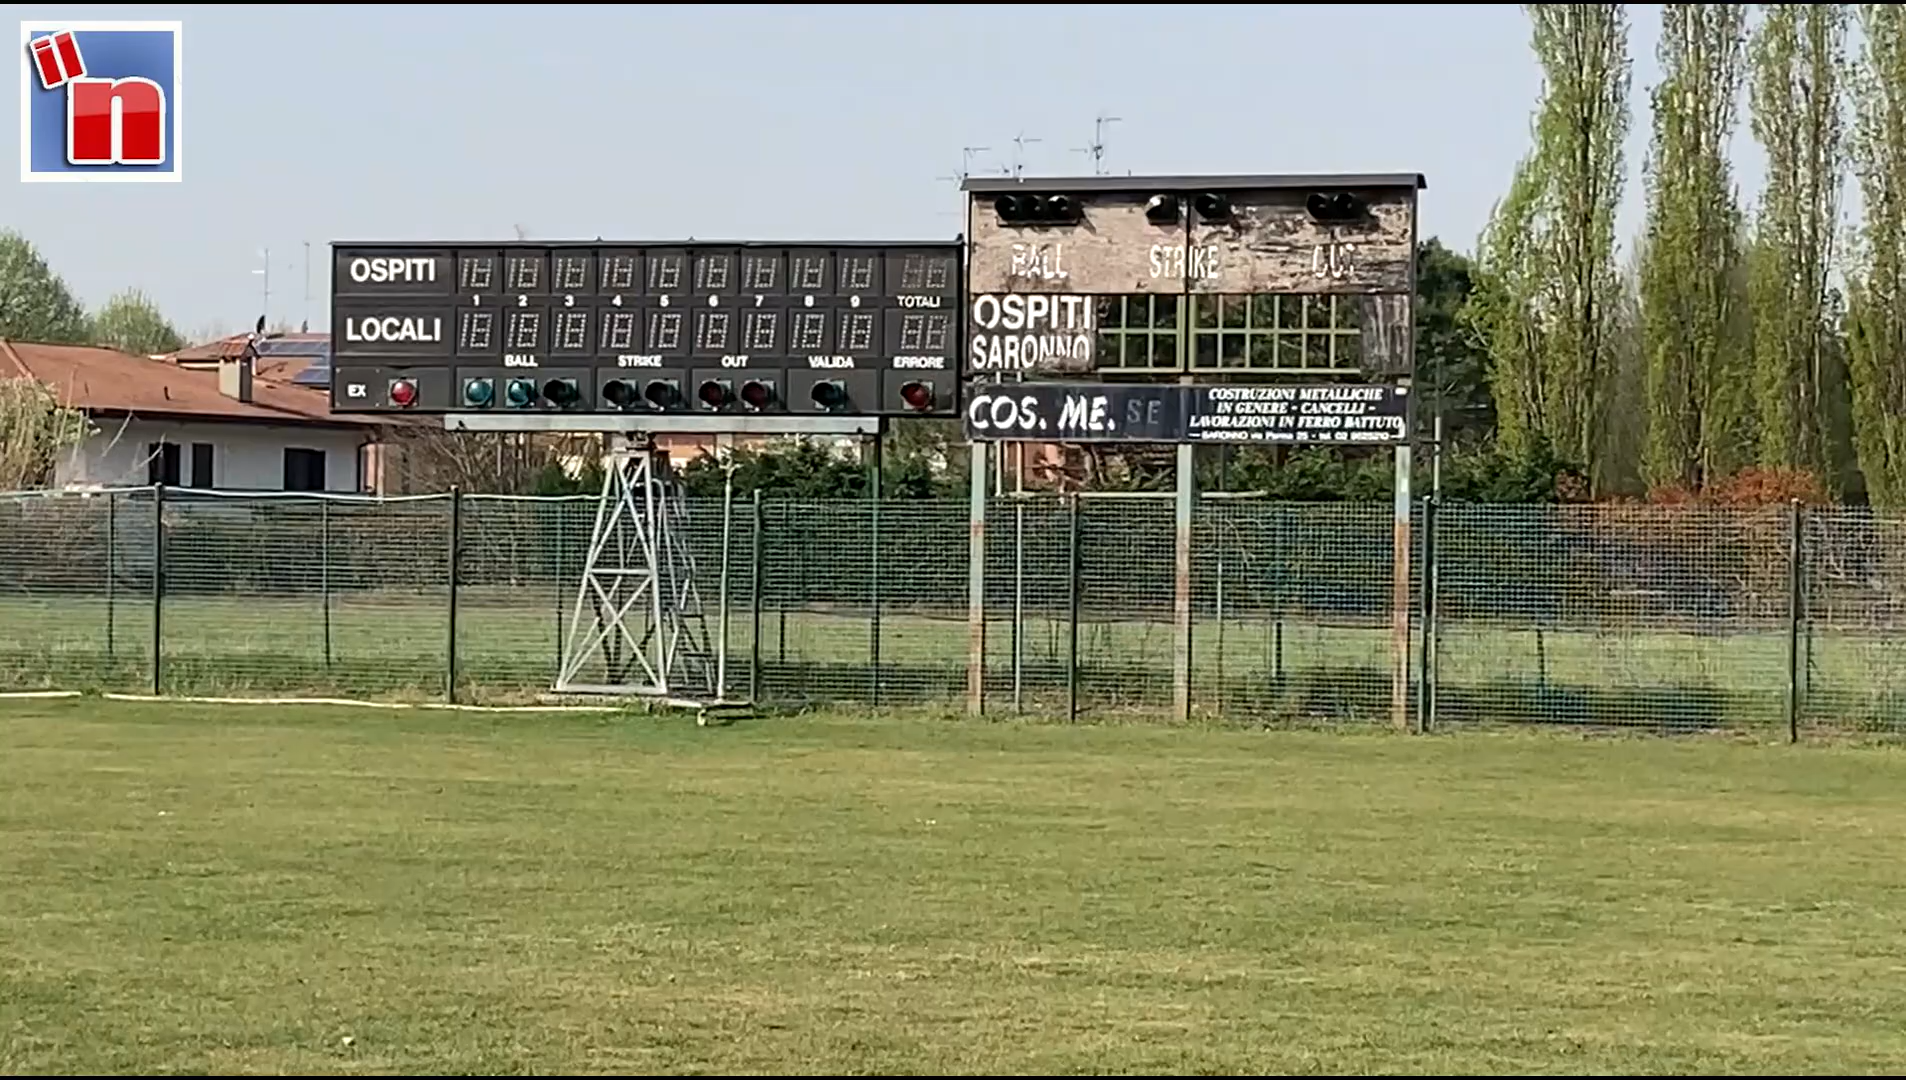 n
OSPITI
1 2 3 4 5 6 7 8 9 TOTALI
LOCALI
BALL STRIKE OUT VALIDA ERRORE
EX
BALL STRIKE OUT
OSPITI
SARONNO
COS. ME. SE
COSTRUZIONI METALLICHE
IN GENERE - CANCELLI -
LAVORAZIONI IN FERRO BATTUTO